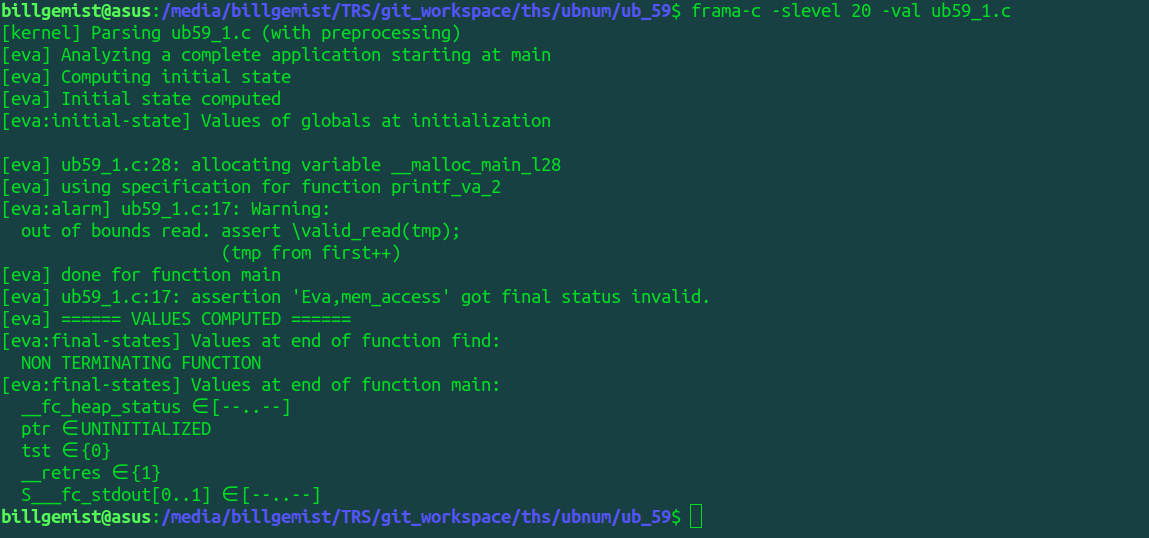 billgemist@asus:/media/billgemist/TRS/git_workspace/ths/ubnum/ub_59$ frama-c -slevel 20 -val ub59_1.c
[kernel] Parsing ub59_1.c (with preprocessing)
[eva] Analyzing a complete application starting at main
[eva] Computing initial state
[eva] Initial state computed
[eva:initial-state] Values of globals at initialization

[eva] ub59_1.c:28: allocating variable __malloc_main_l28
[eva] using specification for function printf_va_2
[eva:alarm] ub59_1.c:17: Warning:
  out of bounds read. assert \valid_read(tmp);
                      (tmp from first++)
[eva] done for function main
[eva] ub59_1.c:17: assertion 'Eva,mem_access' got final status invalid.
[eva] ====== VALUES COMPUTED ======
[eva:final-states] Values at end of function find:
  NON TERMINATING FUNCTION
[eva:final-states] Values at end of function main:
  __fc_heap_status ∈ [--..--]
  ptr ∈ UNINITIALIZED
  tst ∈ {0}
  __retres ∈ {1}
  S___fc_stdout[0..1] ∈ [--..--]
billgemist@asus:/media/billgemist/TRS/git_workspace/ths/ubnum/ub_59$